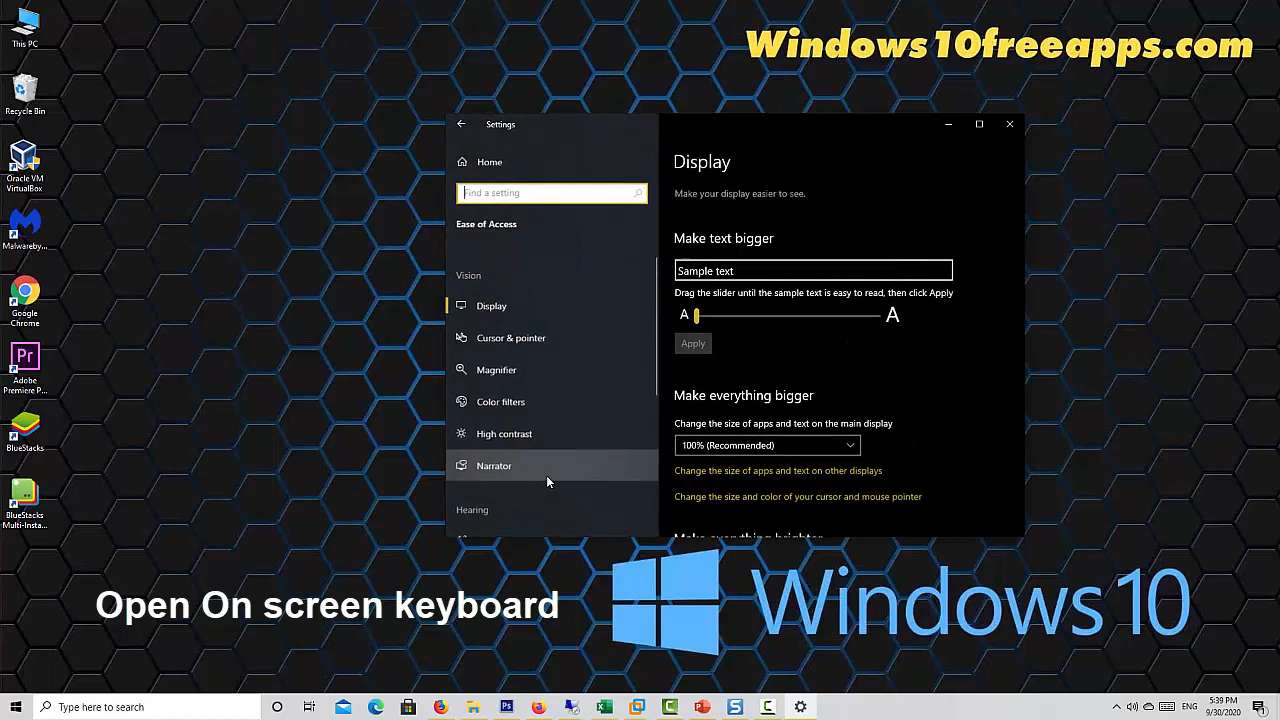 Windows10freeapps.com
This PC
Recycle Bin
Oracle VM
VirtualBox
Malwareby...
Google
Chrome
Pr
Adobe
Premiere P...
BlueStacks
BlueStacks
Multi-Insta...
Settings
Home
Find a setting
Ease of Access
Vision
Display
Cursor & pointer
Magnifier
Color filters
High contrast
Narrator
Hearing
Display
Make your display easier to see.
Make text bigger
Sample text
Drag the slider until the sample text is easy to read, then click Apply
A A
Apply
Make everything bigger
Change the size of apps and text on the main display
100% (Recommended)
Change the size of apps and text on other displays
Change the size and color of your cursor and mouse pointer
Make everything brighter
Open On screen keyboard
Windows 10
Type here to search
Ps
S
ENG
5:39 PM
9/30/2020